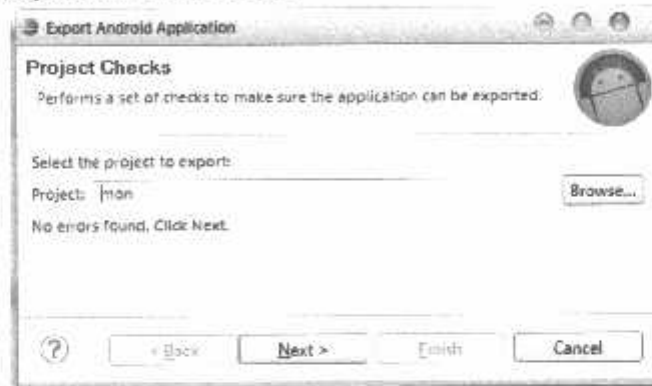 Export Android Application
Project Checks
Performs a set of checks to make sure the application can be exported.
Select the project to export:
Project: mon
Browse...
No errors found. Click Next.
? < Back Next > Finish Cancel